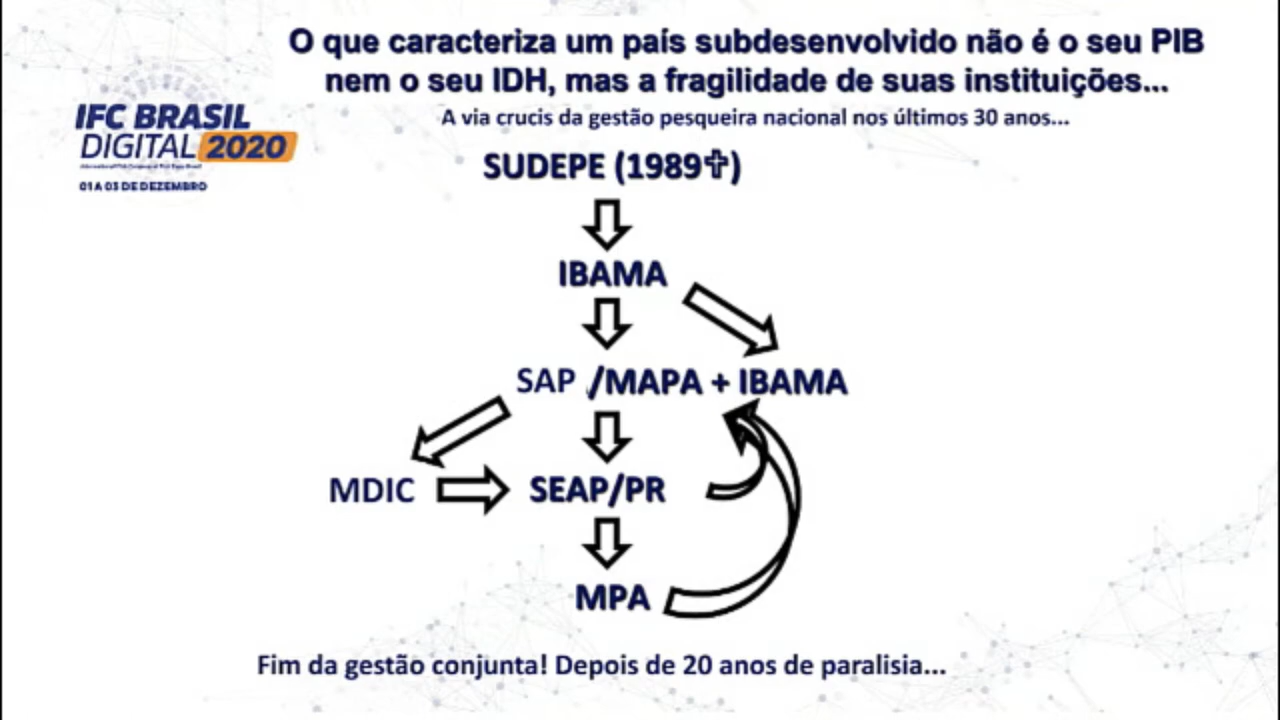 O que caracteriza um país subdesenvolvido não é o seu PIB
nem o seu IDH, mas a fragilidade de suas instituições...
A via crucis da gestão pesqueira nacional nos últimos 30 anos...
IFC BRASIL
DIGITAL 2020
01 A 03 DE DEZEMBRO
SUDEPE (1989✞)
IBAMA
SAP /MAPA + IBAMA
MDIC
SEAP/PR
MPA
Fim da gestão conjunta! Depois de 20 anos de paralisia...